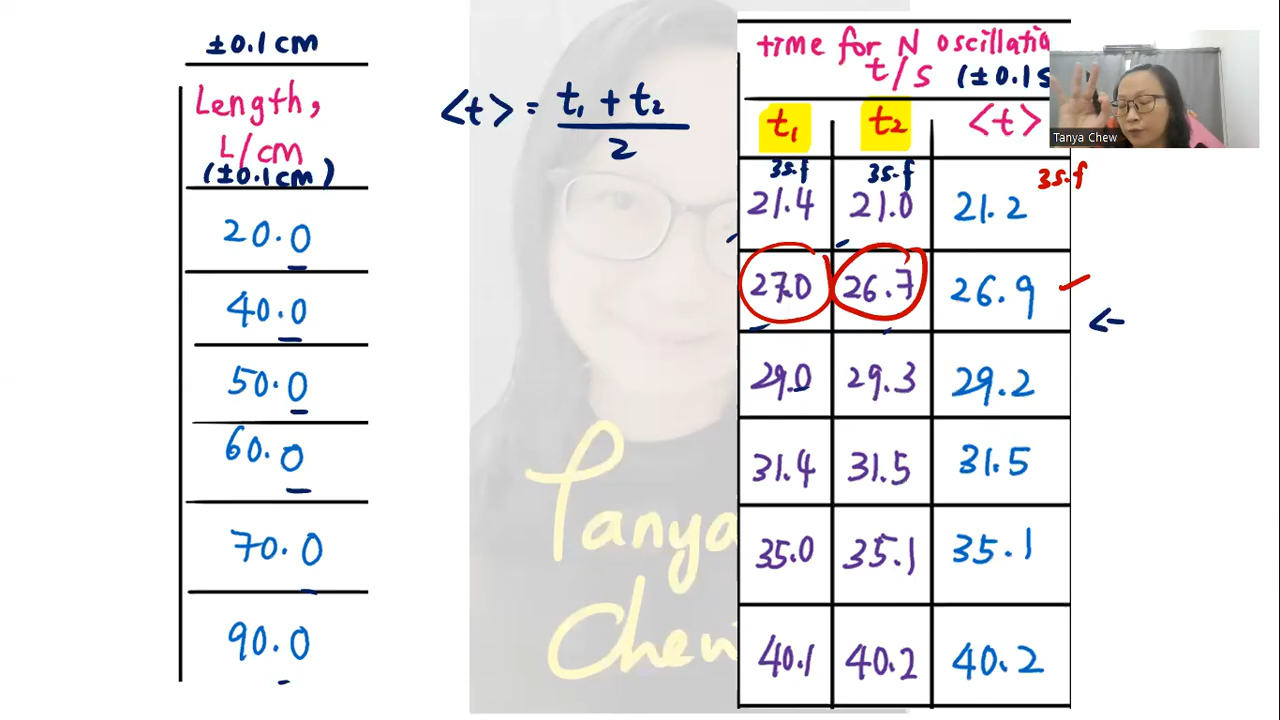 ±0.1cm
Length,
L/cm
(±0.1cm)
20.0
40.0
50.0
60.0
70.0
90.0
<t> = t₁ + t₂
2
Tanya
Chew
time for N oscillatio
t/s (±0.1s
t₁ t₂ <t>
3s.f 3s.f 3s.f
21.4 21.0 21.2
27.0 26.7 26.9
29.0 29.3 29.2
31.4 31.5 31.5
35.0 35.1 35.1
40.1 40.2 40.2
Tanya Chew